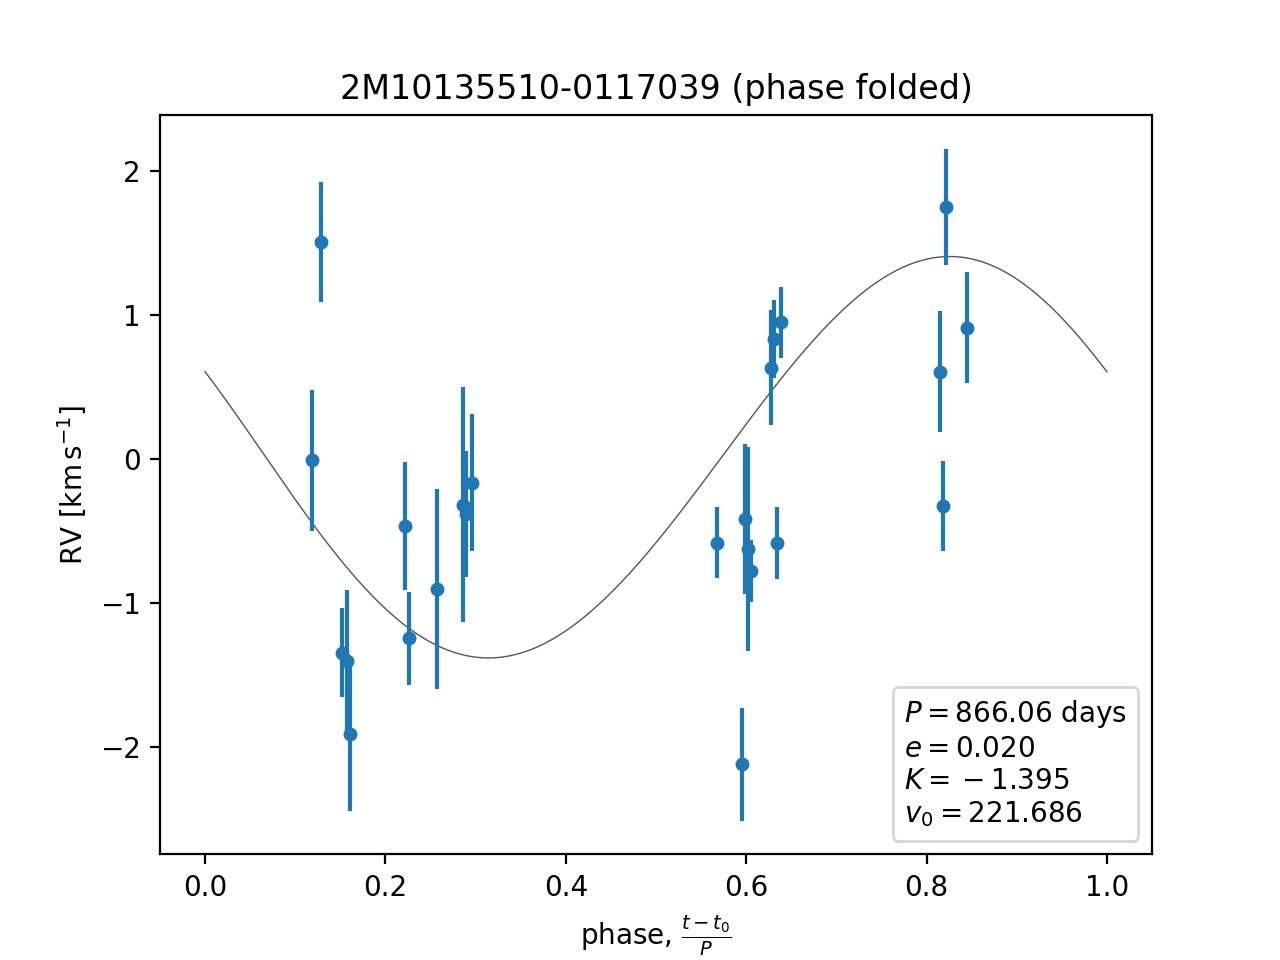 2M10135510-0117039 (phase folded)
RV [km s⁻¹]
2
1
0
−1
−2
P = 866.06 days
e = 0.020
K = −1.395
v₀ = 221.686
0.0 0.2 0.4 0.6 0.8 1.0
phase, (t − t₀)/P